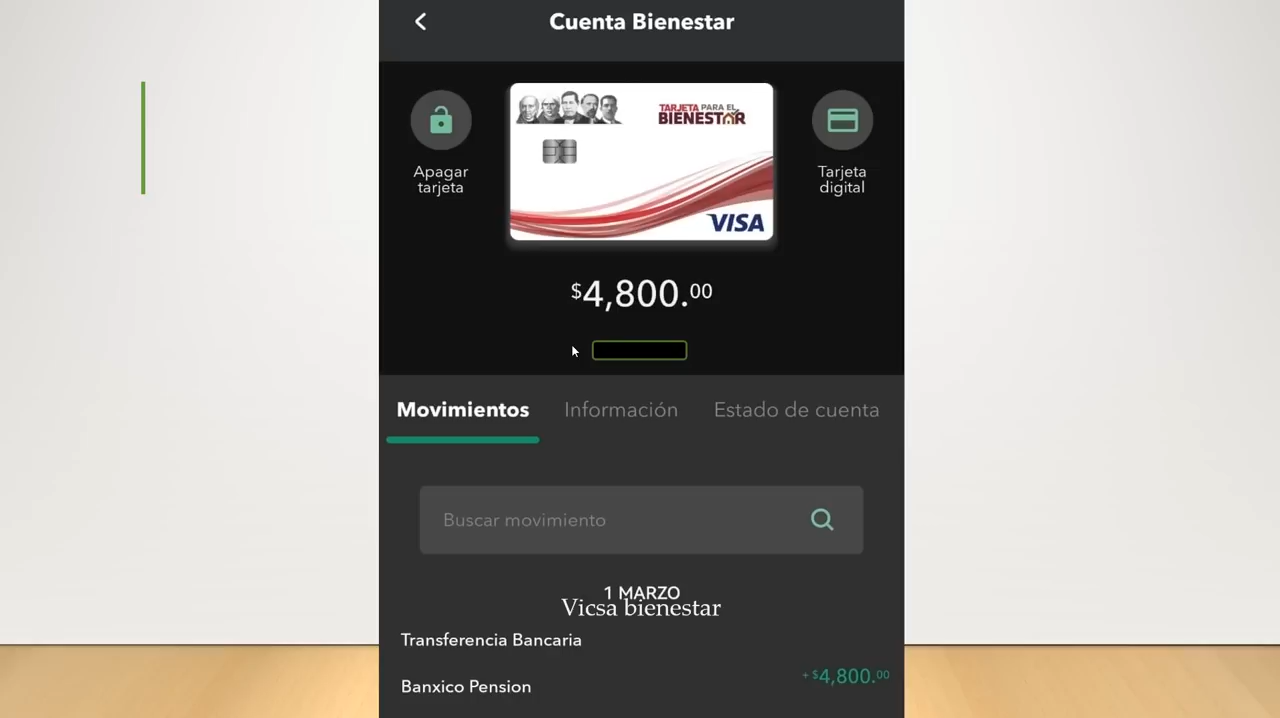 Cuenta Bienestar
TARJETA PARA EL
BIENESTAR
Apagar
tarjeta
Tarjeta
digital
VISA
$4,800.00
Movimientos
Información
Estado de cuenta
Buscar movimiento
1 MARZO
Vicsa bienestar
Transferencia Bancaria
+$4,800.00
Banxico Pension